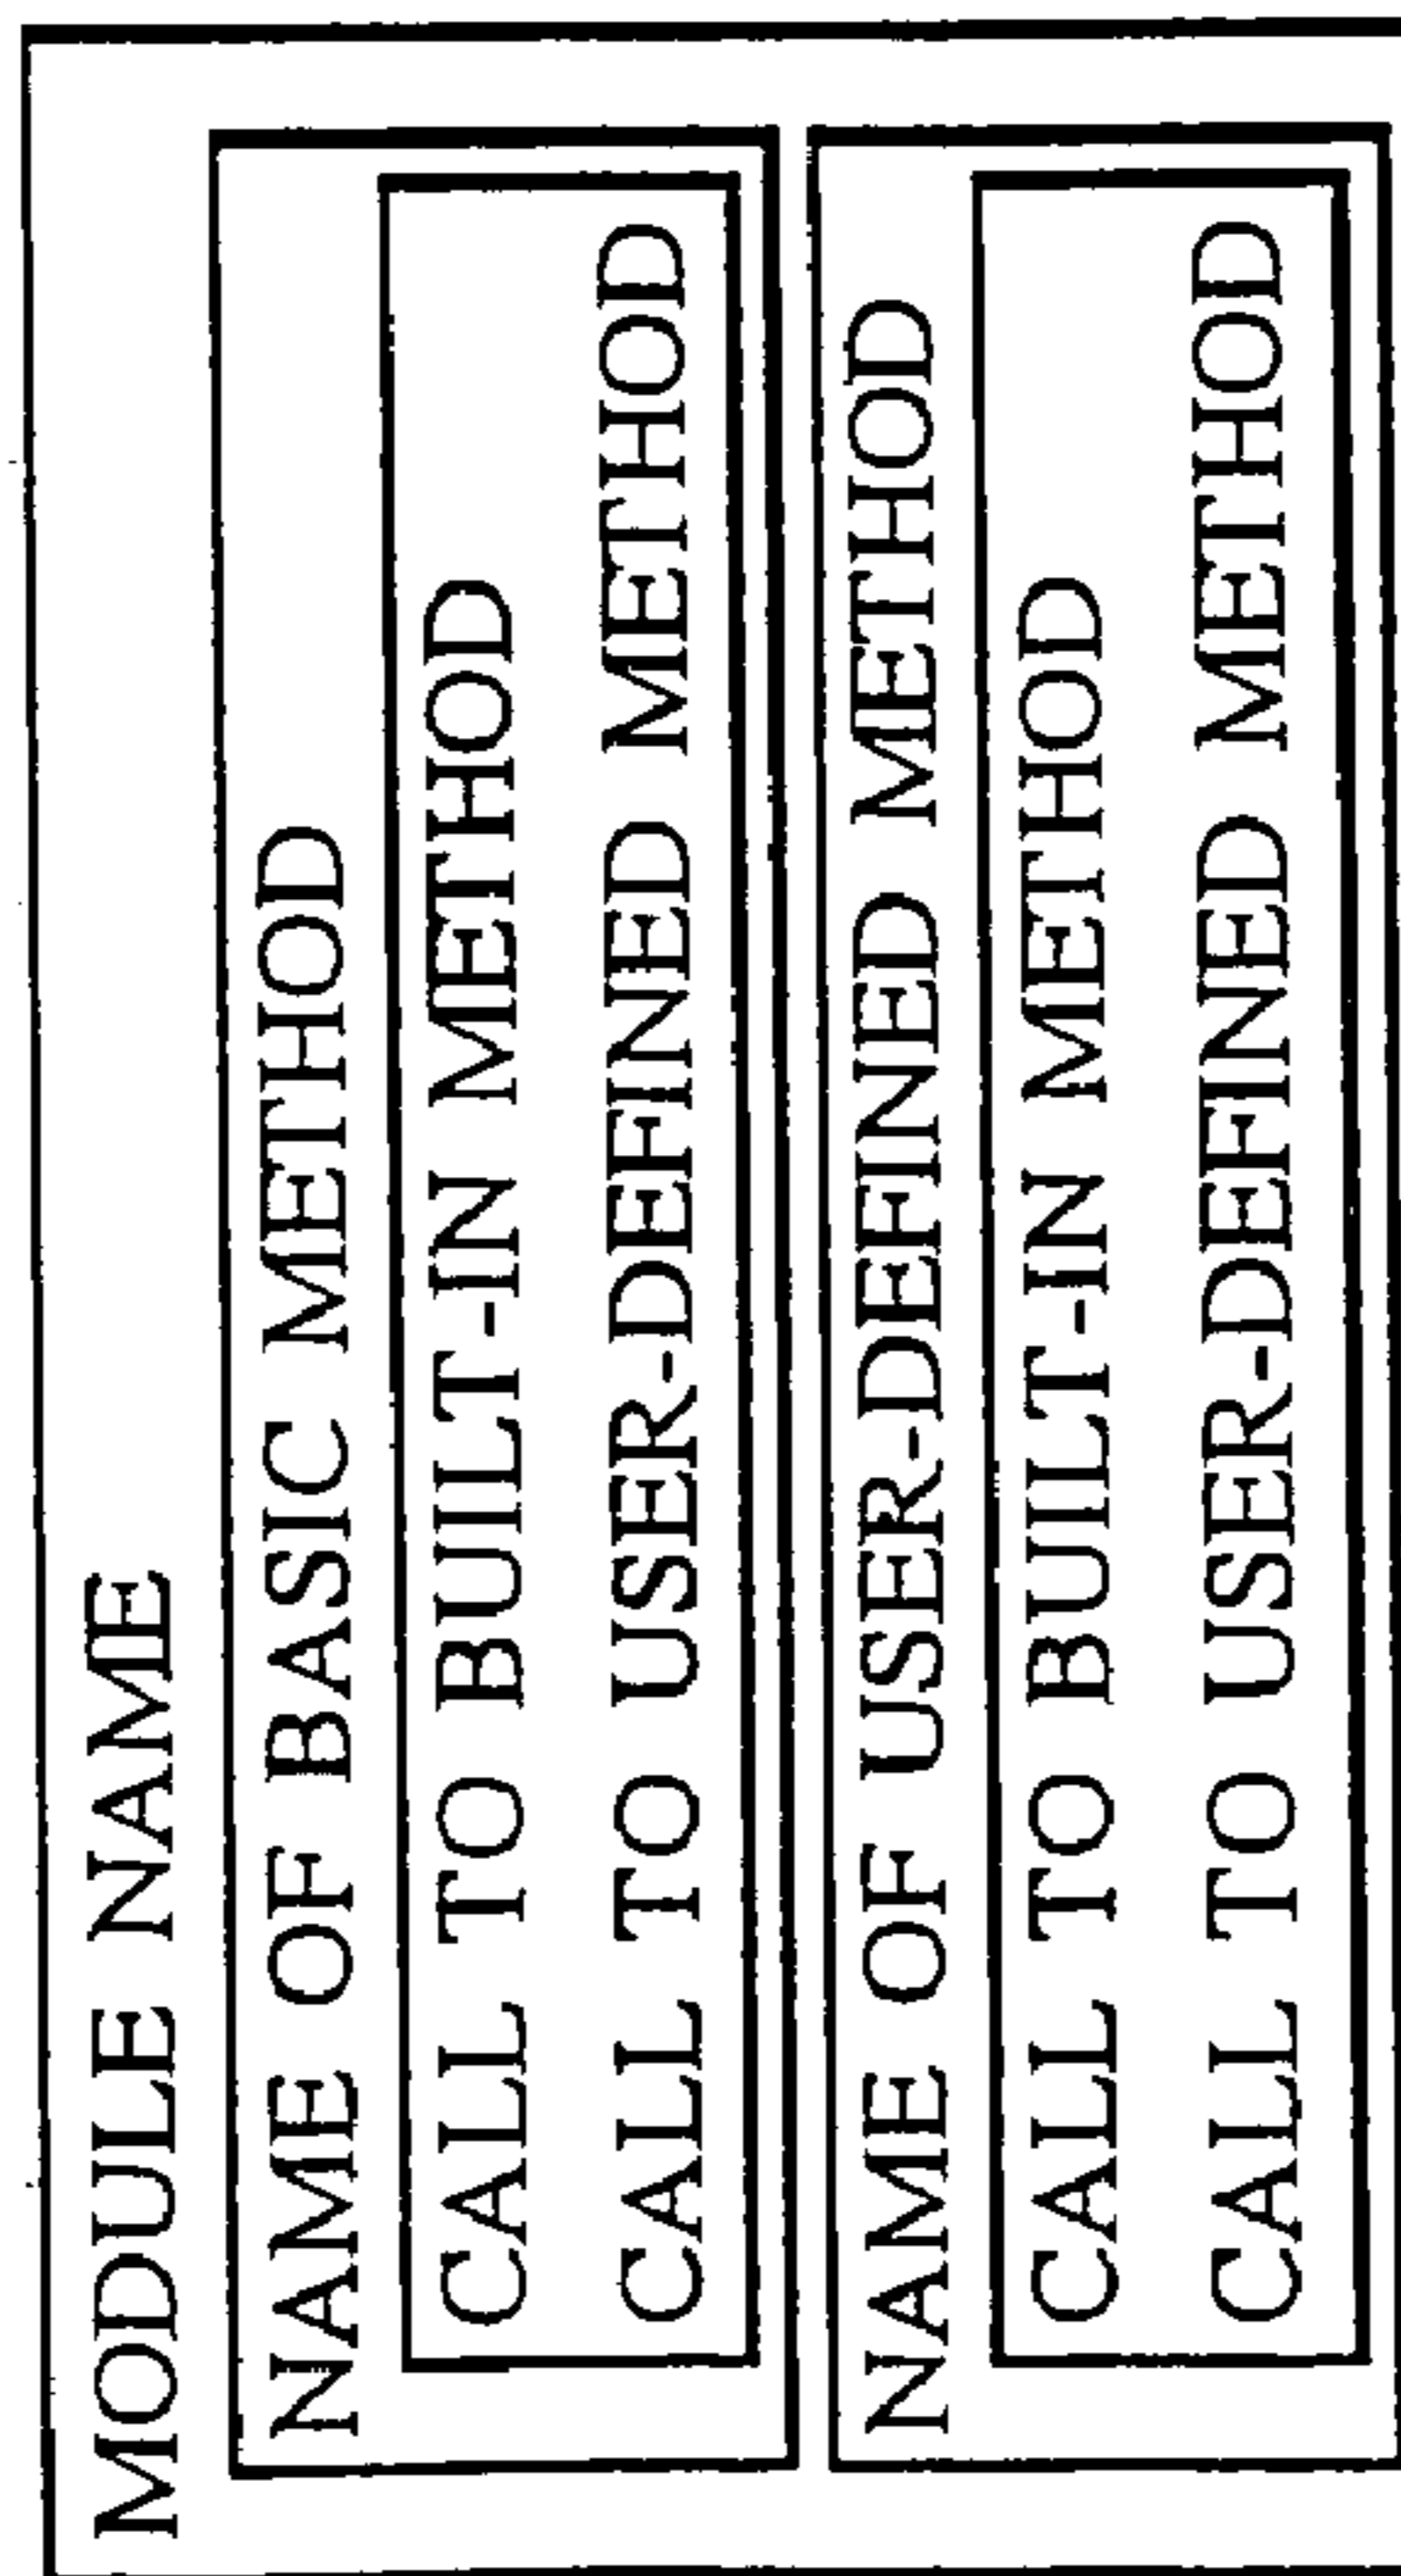 MODULE NAME
NAME OF BASIC METHOD
CALL TO BUILT-IN METHOD
CALL TO USER-DEFINED METHOD
NAME OF USER-DEFINED METHOD
CALL TO BUILT-IN METHOD
CALL TO USER-DEFINED METHOD